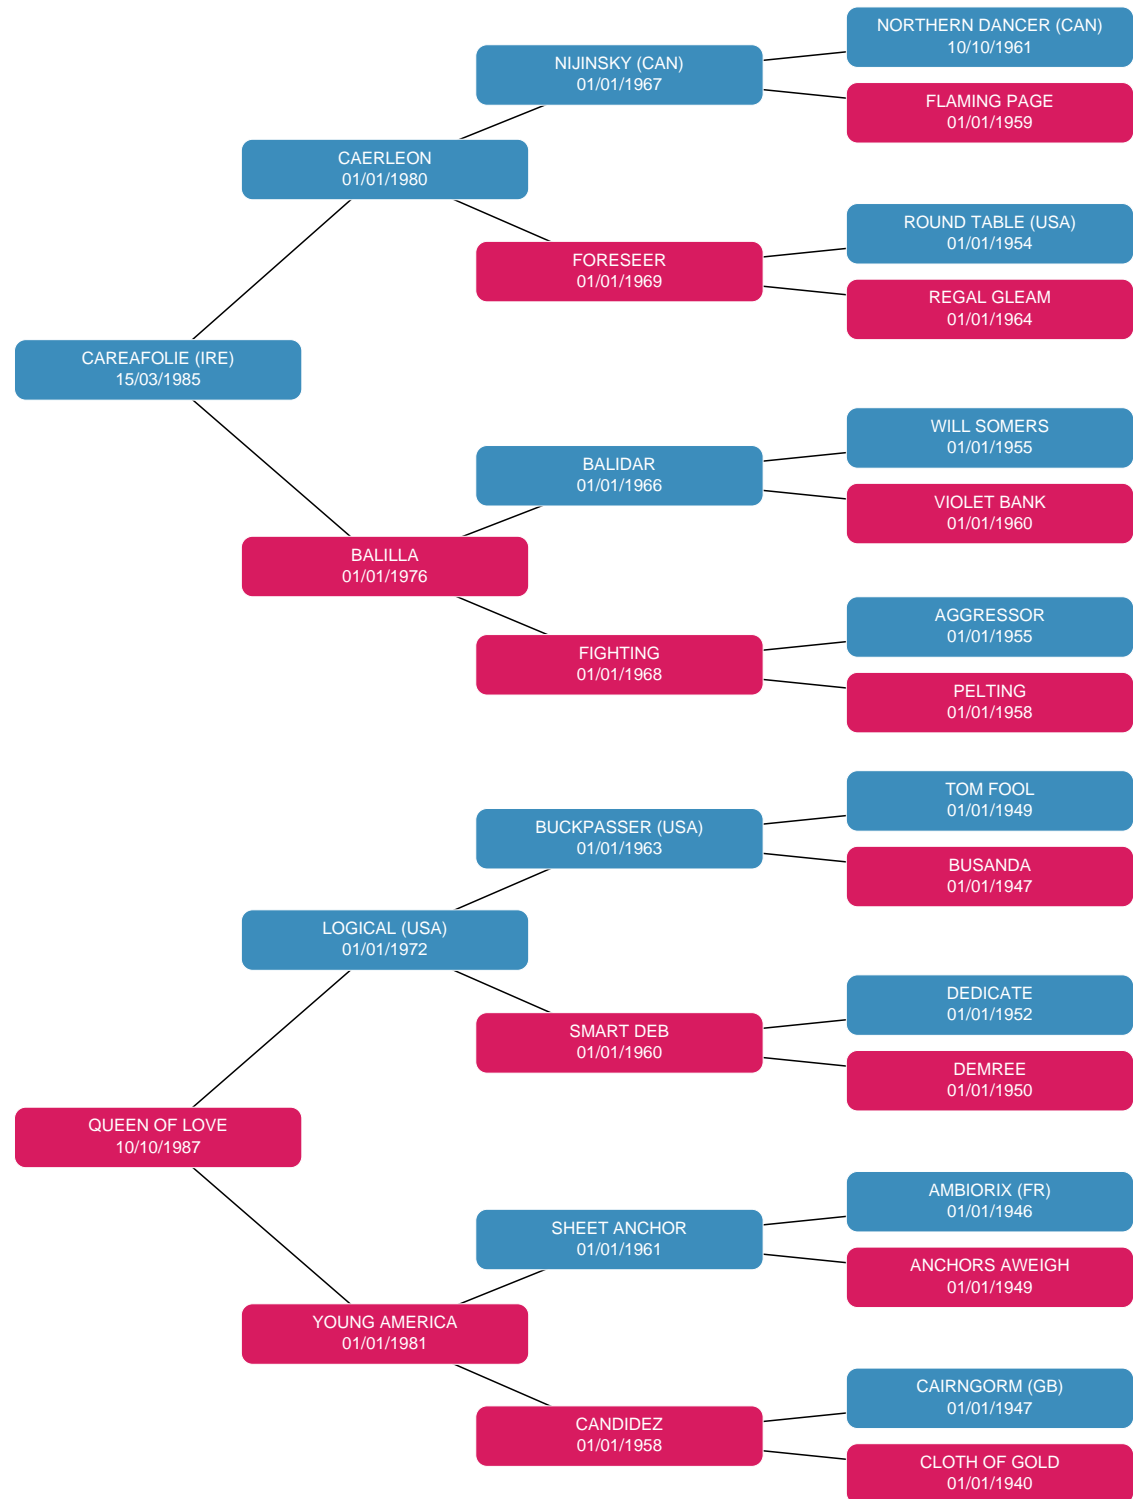 NORTHERN DANCER (CAN)
10/10/1961
NIJINSKY (CAN)
01/01/1967
FLAMING PAGE
01/01/1959
CAERLEON
01/01/1980
ROUND TABLE (USA)
01/01/1954
FORESEER
01/01/1969
REGAL GLEAM
01/01/1964
CAREAFOLIE (IRE)
15/03/1985
WILL SOMERS
01/01/1955
BALIDAR
01/01/1966
VIOLET BANK
01/01/1960
BALILLA
01/01/1976
AGGRESSOR
01/01/1955
FIGHTING
01/01/1968
PELTING
01/01/1958
TOM FOOL
01/01/1949
BUCKPASSER (USA)
01/01/1963
BUSANDA
01/01/1947
LOGICAL (USA)
01/01/1972
DEDICATE
01/01/1952
SMART DEB
01/01/1960
DEMREE
01/01/1950
QUEEN OF LOVE
10/10/1987
AMBIORIX (FR)
01/01/1946
SHEET ANCHOR
01/01/1961
ANCHORS AWEIGH
01/01/1949
YOUNG AMERICA
01/01/1981
CAIRNGORM (GB)
01/01/1947
CANDIDEZ
01/01/1958
CLOTH OF GOLD
01/01/1940